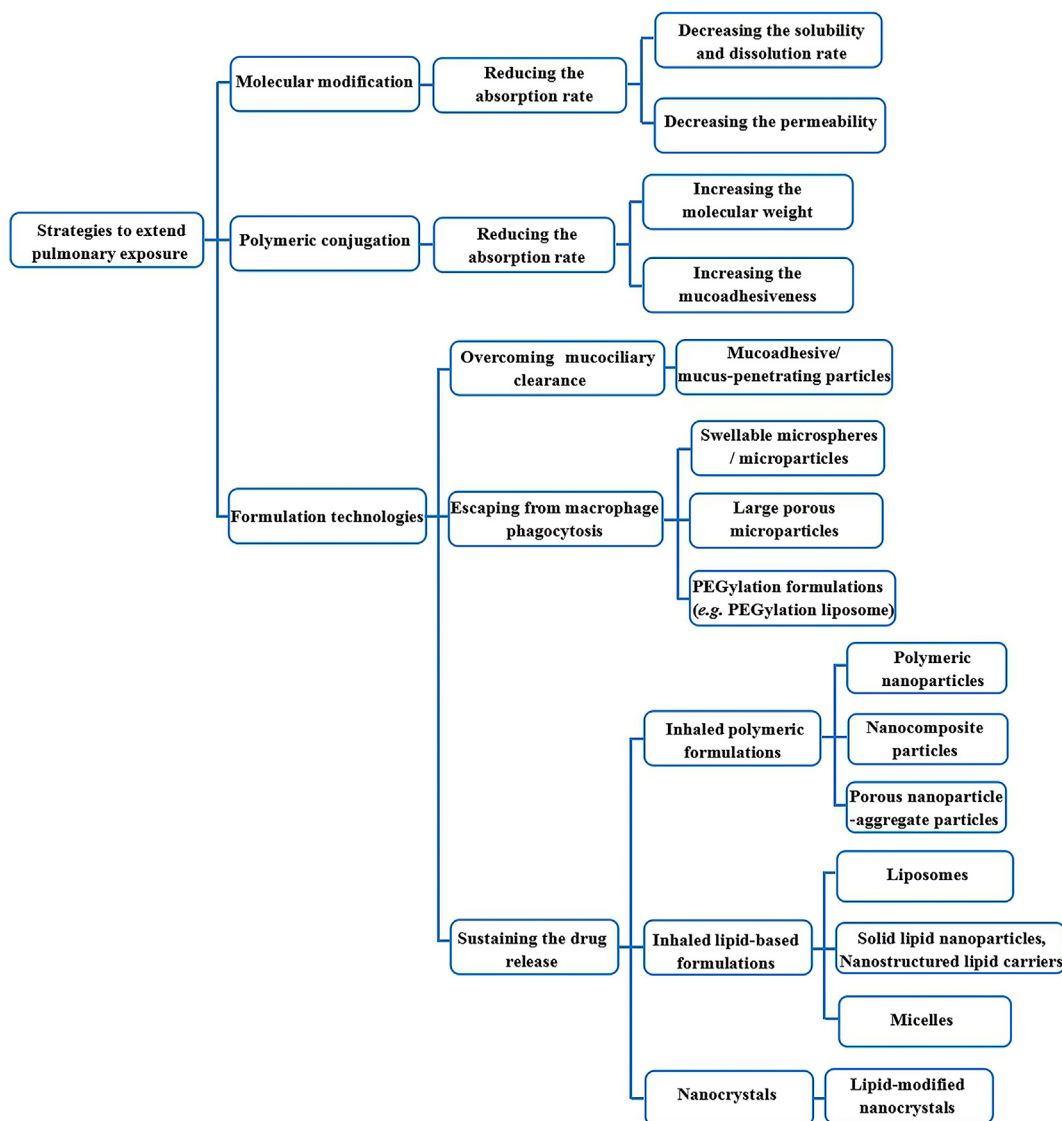 Strategies to extend
pulmonary exposure
Molecular modification
Reducing the
absorption rate
Decreasing the solubility
and dissolution rate
Decreasing the permeability
Polymeric conjugation
Reducing the
absorption rate
Increasing the
molecular weight
Increasing the
mucoadhesiveness
Formulation technologies
Overcoming mucociliary
clearance
Mucoadhesive/
mucus-penetrating particles
Escaping from macrophage
phagocytosis
Swellable microspheres
/ microparticles
Large porous
microparticles
PEGylation formulations
(e.g. PEGylation liposome)
Sustaining the drug
release
Inhaled polymeric
formulations
Polymeric
nanoparticles
Nanocomposite
particles
Porous nanoparticle
-aggregate particles
Inhaled lipid-based
formulations
Liposomes
Solid lipid nanoparticles,
Nanostructured lipid carriers
Micelles
Nanocrystals
Lipid-modified
nanocrystals